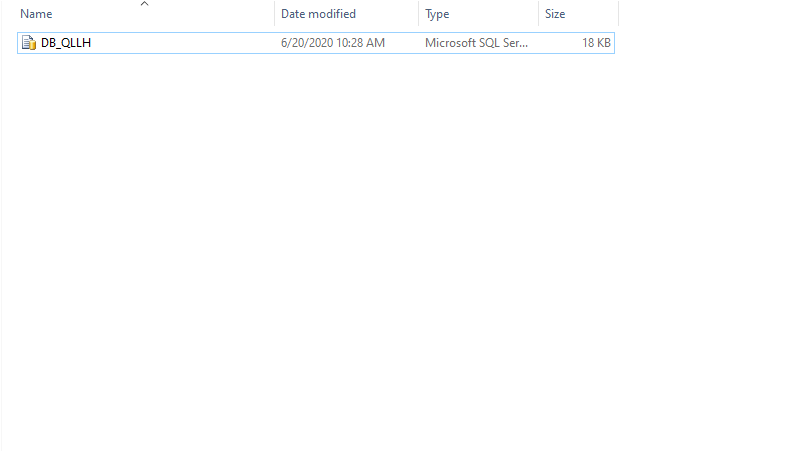 Name Date modified Type Size
DB_QLLH 6/20/2020 10:28 AM Microsoft SQL Ser... 18 KB